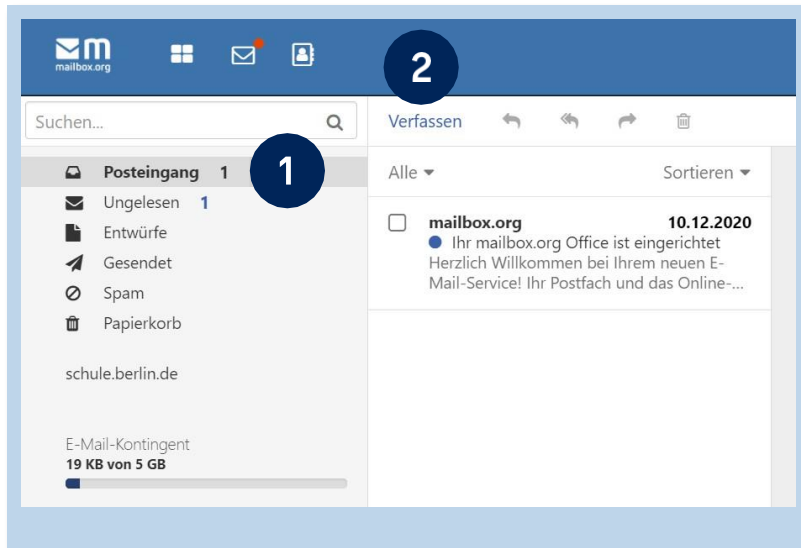 m
mailbox.org
2
Suchen...
1
Posteingang 1
Ungelesen 1
Entwürfe
Gesendet
Spam
Papierkorb
schule.berlin.de
E-Mail-Kontingent
19 KB von 5 GB
Verfassen
Alle
Sortieren
mailbox.org 10.12.2020
Ihr mailbox.org Office ist eingerichtet
Herzlich Willkommen bei Ihrem neuen E-
Mail-Service! Ihr Postfach und das Online-...